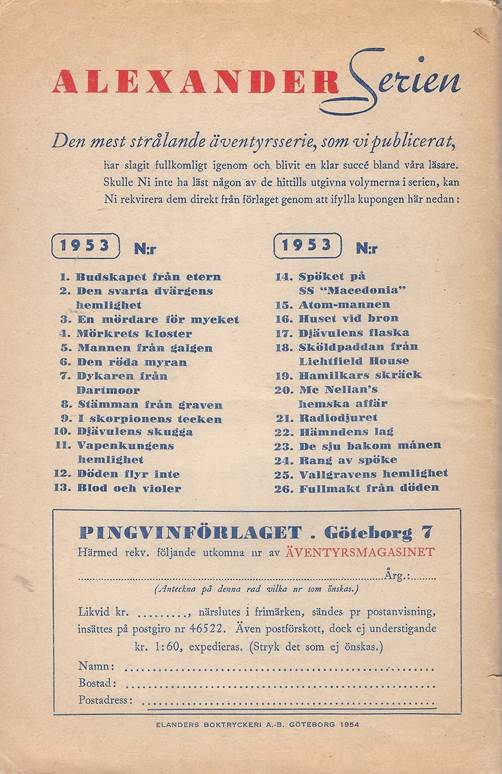 ALEXANDER Serien
Den mest strålande äventyrsserie, som vi publicerat,
har slagit fullkomligt igenom och blivit en klar succé bland våra läsare.
Skulle Ni inte ha läst någon av de hittills utgivna volymerna i serien, kan
Ni rekvirera dem direkt från förlaget genom att ifylla kupongen här nedan:
1953 N:r
1. Budskapet från etern
2. Den svarta dvärgens
hemlighet
3. En mördare för mycket
4. Mörkrets kloster
5. Mannen från galgen
6. Den röda myran
7. Dykaren från
Dartmoor
8. Stämman från graven
9. I skorpionens tecken
10. Djävulens skugga
11. Vapenkungens
hemlighet
12. Döden flyr inte
13. Blod och violer
1953 N:r
14. Spöket på
SS "Macedonia"
15. Atom-mannen
16. Huset vid bron
17. Djävulens flaska
18. Sköldpaddan från
Lichtfield House
19. Hamilkars skräck
20. Mc Nellan's
hemska affär
21. Radiodjuret
22. Hämndens lag
23. De sju bakom månen
24. Rang av spöke
25. Vallgravens hemlighet
26. Fullmakt från döden
PINGVINFÖRLAGET . Göteborg 7
Härmed rekv. följande utkomna nr av ÄVENTYRSMAGASINET
Årg.:
(Anteckna på denna rad vilka nr som önskas.)
Likvid kr. .........., närslutes i frimärken, sändes pr postanvisning,
insättes på postgiro nr 46522. Även postförskott, dock ej understigande
kr. 1:60, expedieras. (Stryk det som ej önskas.)
Namn:
Bostad:
Postadress:
ELANDERS BOKTRYCKERI A.-B. GÖTEBORG 1954